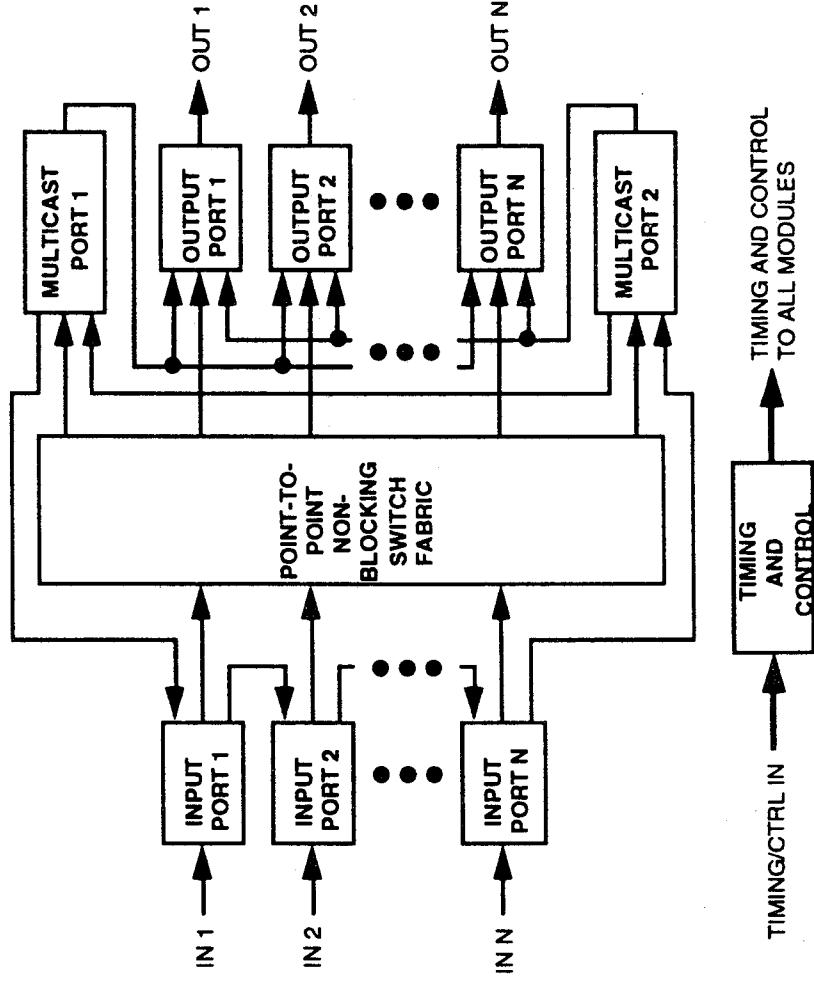 MULTICAST
PORT 1
OUTPUT
PORT 1
OUT 1
OUTPUT
PORT 2
OUT 2
OUTPUT
PORT N
OUT N
MULTICAST
PORT 2
POINT-TO-
POINT
NON-
BLOCKING
SWITCH
FABRIC
IN 1
INPUT
PORT 1
IN 2
INPUT
PORT 2
IN N
INPUT
PORT N
TIMING/CTRL IN
TIMING
AND
CONTROL
TIMING AND CONTROL
TO ALL MODULES